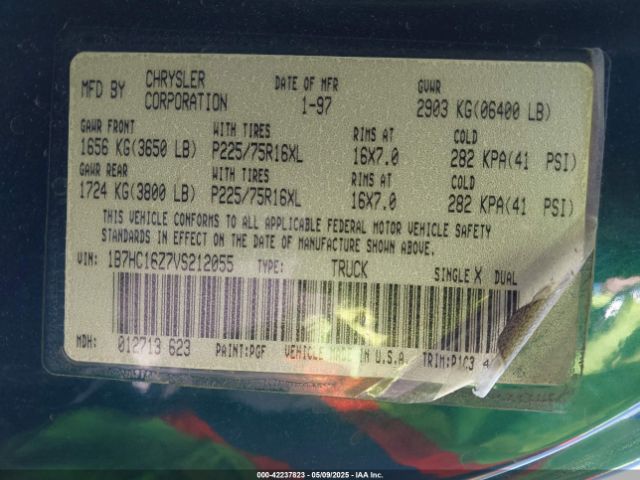 MFD BY CHRYSLER CORPORATION DATE OF MFR 1-97 GVWR 2903 KG(06400 LB)
GAWR FRONT WITH TIRES RIMS AT COLD
1656 KG(3650 LB) P225/75R16XL 16X7.0 282 KPA(41 PSI)
GAWR REAR WITH TIRES RIMS AT COLD
1724 KG(3800 LB) P225/75R16XL 16X7.0 282 KPA(41 PSI)
THIS VEHICLE CONFORMS TO ALL APPLICABLE FEDERAL MOTOR VEHICLE SAFETY
STANDARDS IN EFFECT ON THE DATE OF MANUFACTURE SHOWN ABOVE.
VIN: 1B7HC16Z7VS212055 TYPE: TRUCK SINGLE X DUAL
MDH: 012713 623 PAINT:PGF VEHICLE MADE IN U.S.A. TRIM:P1C3 4
000-42237823 - 05/09/2025 - IAA Inc.